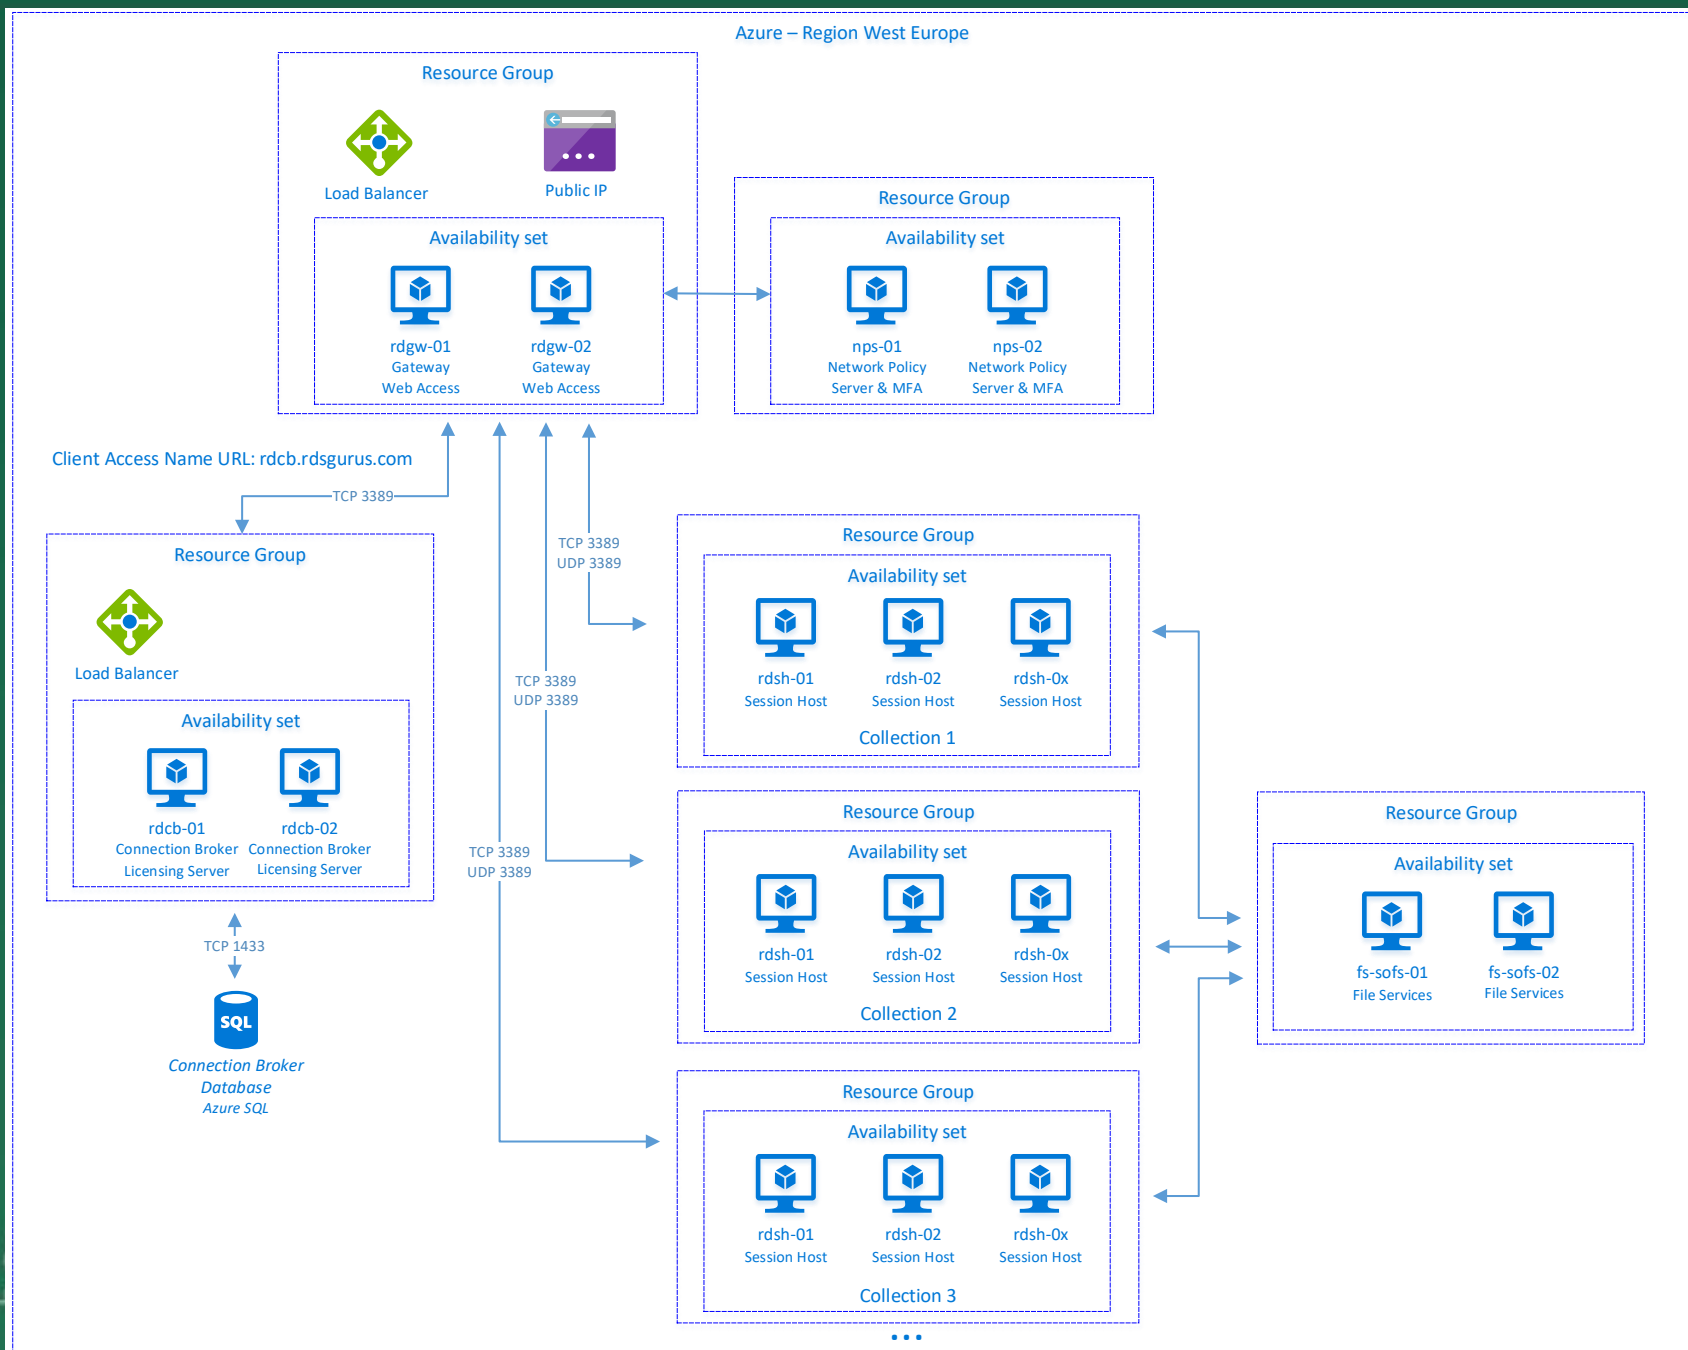 Azure – Region West Europe
Resource Group
Load Balancer
Public IP
Availability set
rdgw-01
Gateway
Web Access
rdgw-02
Gateway
Web Access
Resource Group
Availability set
nps-01
Network Policy
Server & MFA
nps-02
Network Policy
Server & MFA
Client Access Name URL: rdcb.rdsgurus.com
TCP 3389
Resource Group
Load Balancer
Availability set
rdcb-01
Connection Broker
Licensing Server
rdcb-02
Connection Broker
Licensing Server
TCP 1433
SQL
Connection Broker
Database
Azure SQL
TCP 3389
UDP 3389
TCP 3389
UDP 3389
TCP 3389
UDP 3389
Resource Group
Availability set
rdsh-01
Session Host
rdsh-02
Session Host
rdsh-0x
Session Host
Collection 1
Resource Group
Availability set
rdsh-01
Session Host
rdsh-02
Session Host
rdsh-0x
Session Host
Collection 2
Resource Group
Availability set
rdsh-01
Session Host
rdsh-02
Session Host
rdsh-0x
Session Host
Collection 3
...
Resource Group
Availability set
fs-sofs-01
File Services
fs-sofs-02
File Services